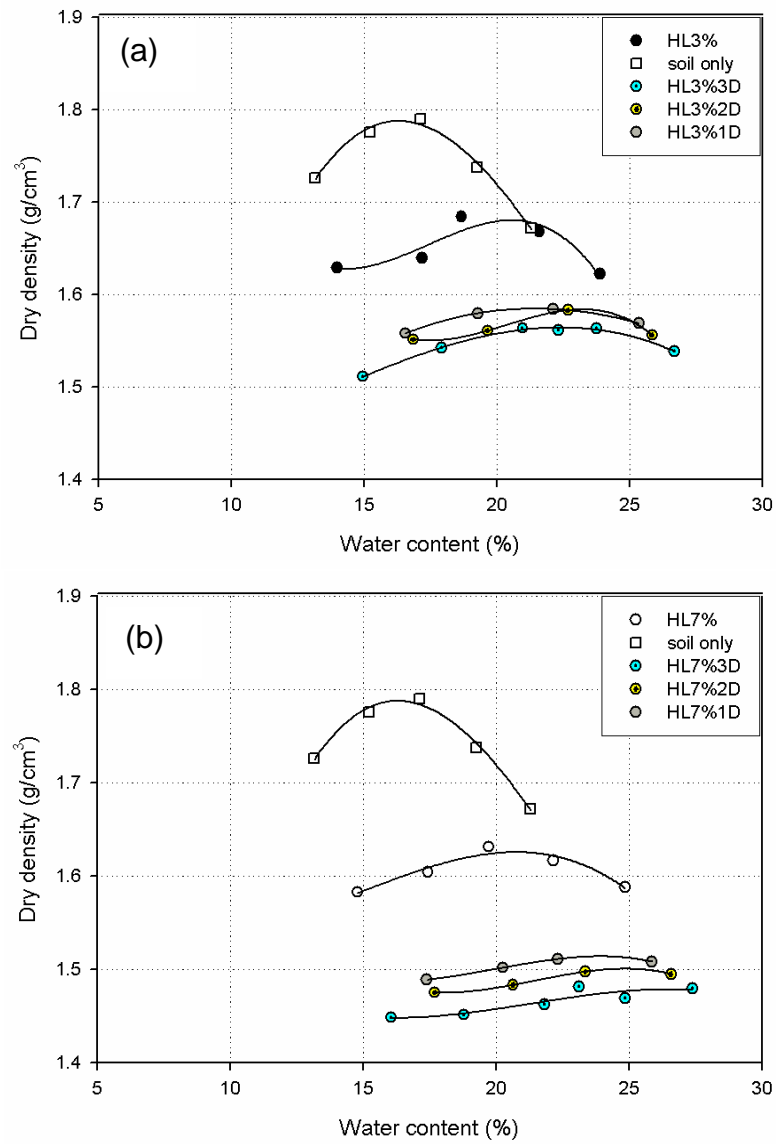 (a)
HL3%
soil only
HL3%3D
HL3%2D
HL3%1D
1.9
1.8
1.7
1.6
1.5
1.4
Dry density (g/cm³)
5 10 15 20 25 30
Water content (%)
(b)
HL7%
soil only
HL7%3D
HL7%2D
HL7%1D
1.9
1.8
1.7
1.6
1.5
1.4
Dry density (g/cm³)
5 10 15 20 25 30
Water content (%)